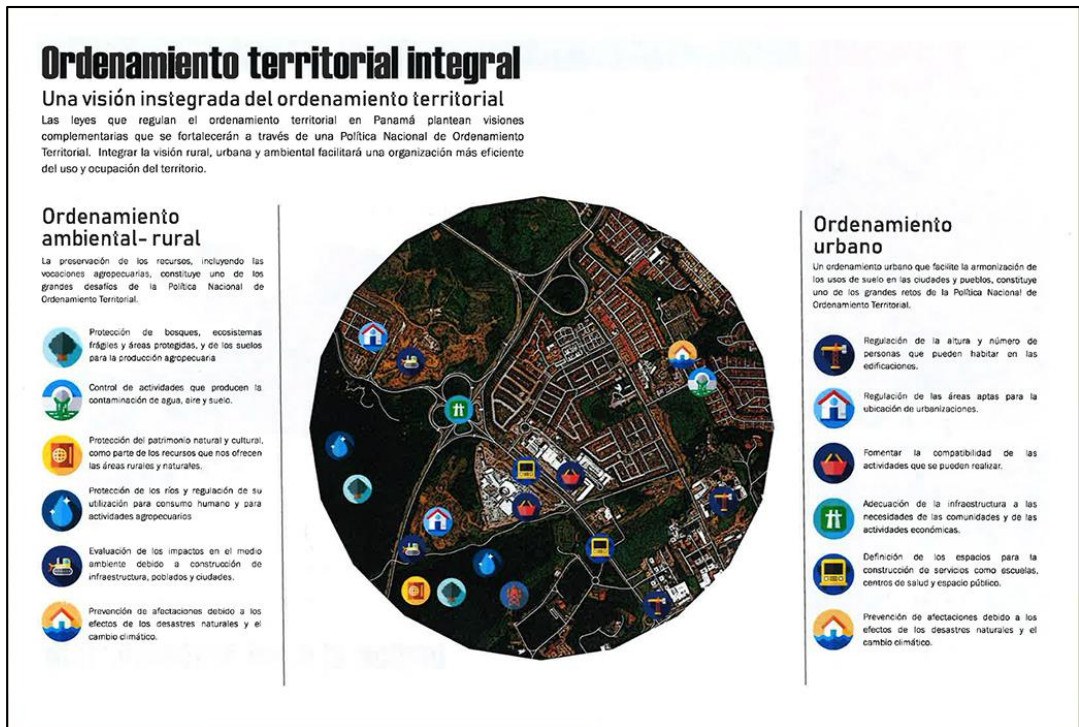 Ordenamiento territorial integral
Una visión instegrada del ordenamiento territorial
Las leyes que regulan el ordenamiento territorial en Panamá plantean visiones
complementarias que se fortalecerán a través de una Política Nacional de Ordenamiento
Territorial. Integrar la visión rural, urbana y ambiental facilitará una organización más eficiente
del uso y ocupación del territorio.
Ordenamiento
ambiental- rural
La preservación de los recursos, incluyendo las
vocaciones agropecuarias, constituye uno de los
grandes desafíos de la Política Nacional de
Ordenamiento Territorial.
Protección de bosques, ecosistemas
frágiles y áreas protegidas, y de los suelos
para la producción agropecuaria
Control de actividades que producen la
contaminación de agua, aire y suelo.
Protección del patrimonio natural y cultural,
como parte de los recursos que nos ofrecen
las áreas rurales y naturales.
Protección de los ríos y regulación de su
utilización para consumo humano y para
actividades agropecuarios
Evaluación de los impactos en el medio
ambiente debido a construcción de
infraestructura, poblados y ciudades.
Prevención de afectaciones debido a los
efectos de los desastres naturales y el
cambio climático.
Ordenamiento
urbano
Un ordenamiento urbano que facilite la armonización de
los usos de suelo en las ciudades y pueblos, constituye
uno de los grandes retos de la Política Nacional de
Ordenamiento Territorial.
Regulación de la altura y número de
personas que pueden habitar en las
edificaciones.
Regulación de las áreas aptas para la
ubicación de urbanizaciones.
Fomentar la compatibilidad de las
actividades que se pueden realizar.
Adecuación de la infraestructura a las
necesidades de las comunidades y de las
actividades económicas.
Definición de los espacios para la
construcción de servicios como escuelas,
centros de salud y espacio público.
Prevención de afectaciones debido a los
efectos de los desastres naturales y el
cambio climático.